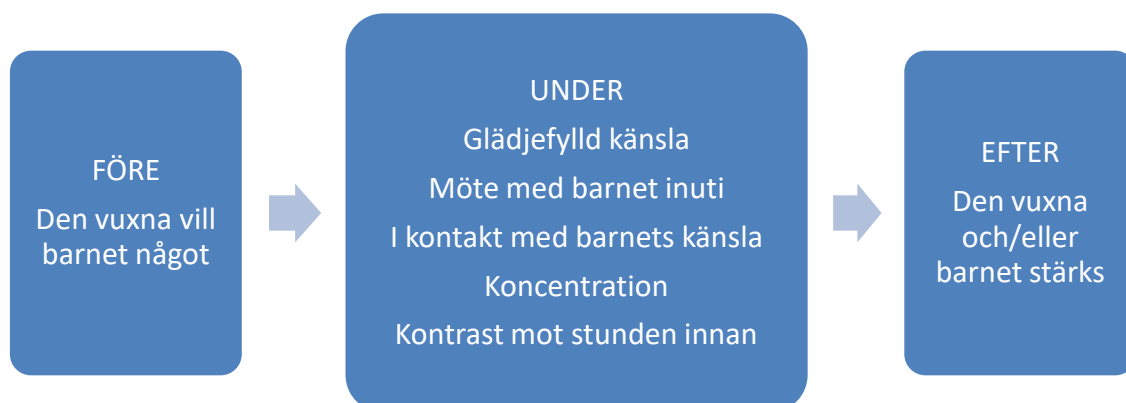 FÖRE
Den vuxna vill
barnet något
UNDER
Glädjefylld känsla
Möte med barnet inuti
I kontakt med barnets känsla
Koncentration
Kontrast mot stunden innan
EFTER
Den vuxna
och/eller
barnet stärks